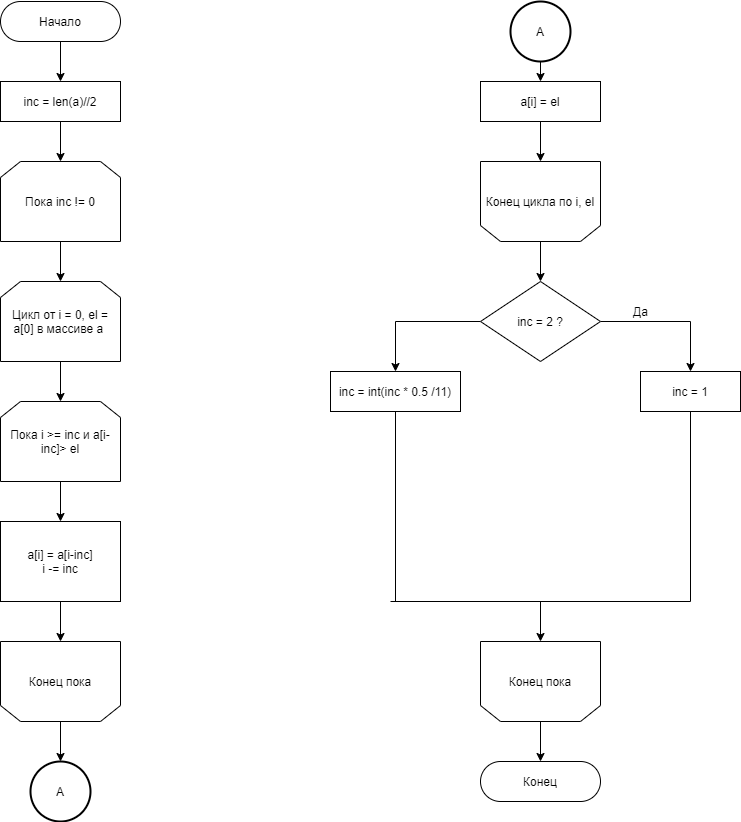 Начало
inc = len(a)//2
Пока inc != 0
Цикл от i = 0, el =
a[0] в массиве a
Пока i >= inc и a[i-
inc]> el
a[i] = a[i-inc]
i -= inc
Конец пока
A
A
a[i] = el
Конец цикла по i, el
inc = 2 ?
Да
inc = int(inc * 0.5 /11)
inc = 1
Конец пока
Конец